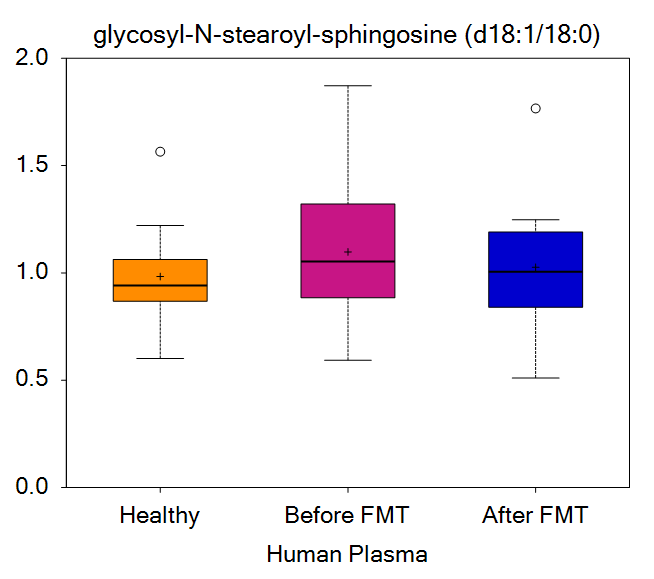 glycosyl-N-stearoyl-sphingosine (d18:1/18:0)
2.0
1.5
1.0
0.5
0.0
Healthy Before FMT After FMT
Human Plasma